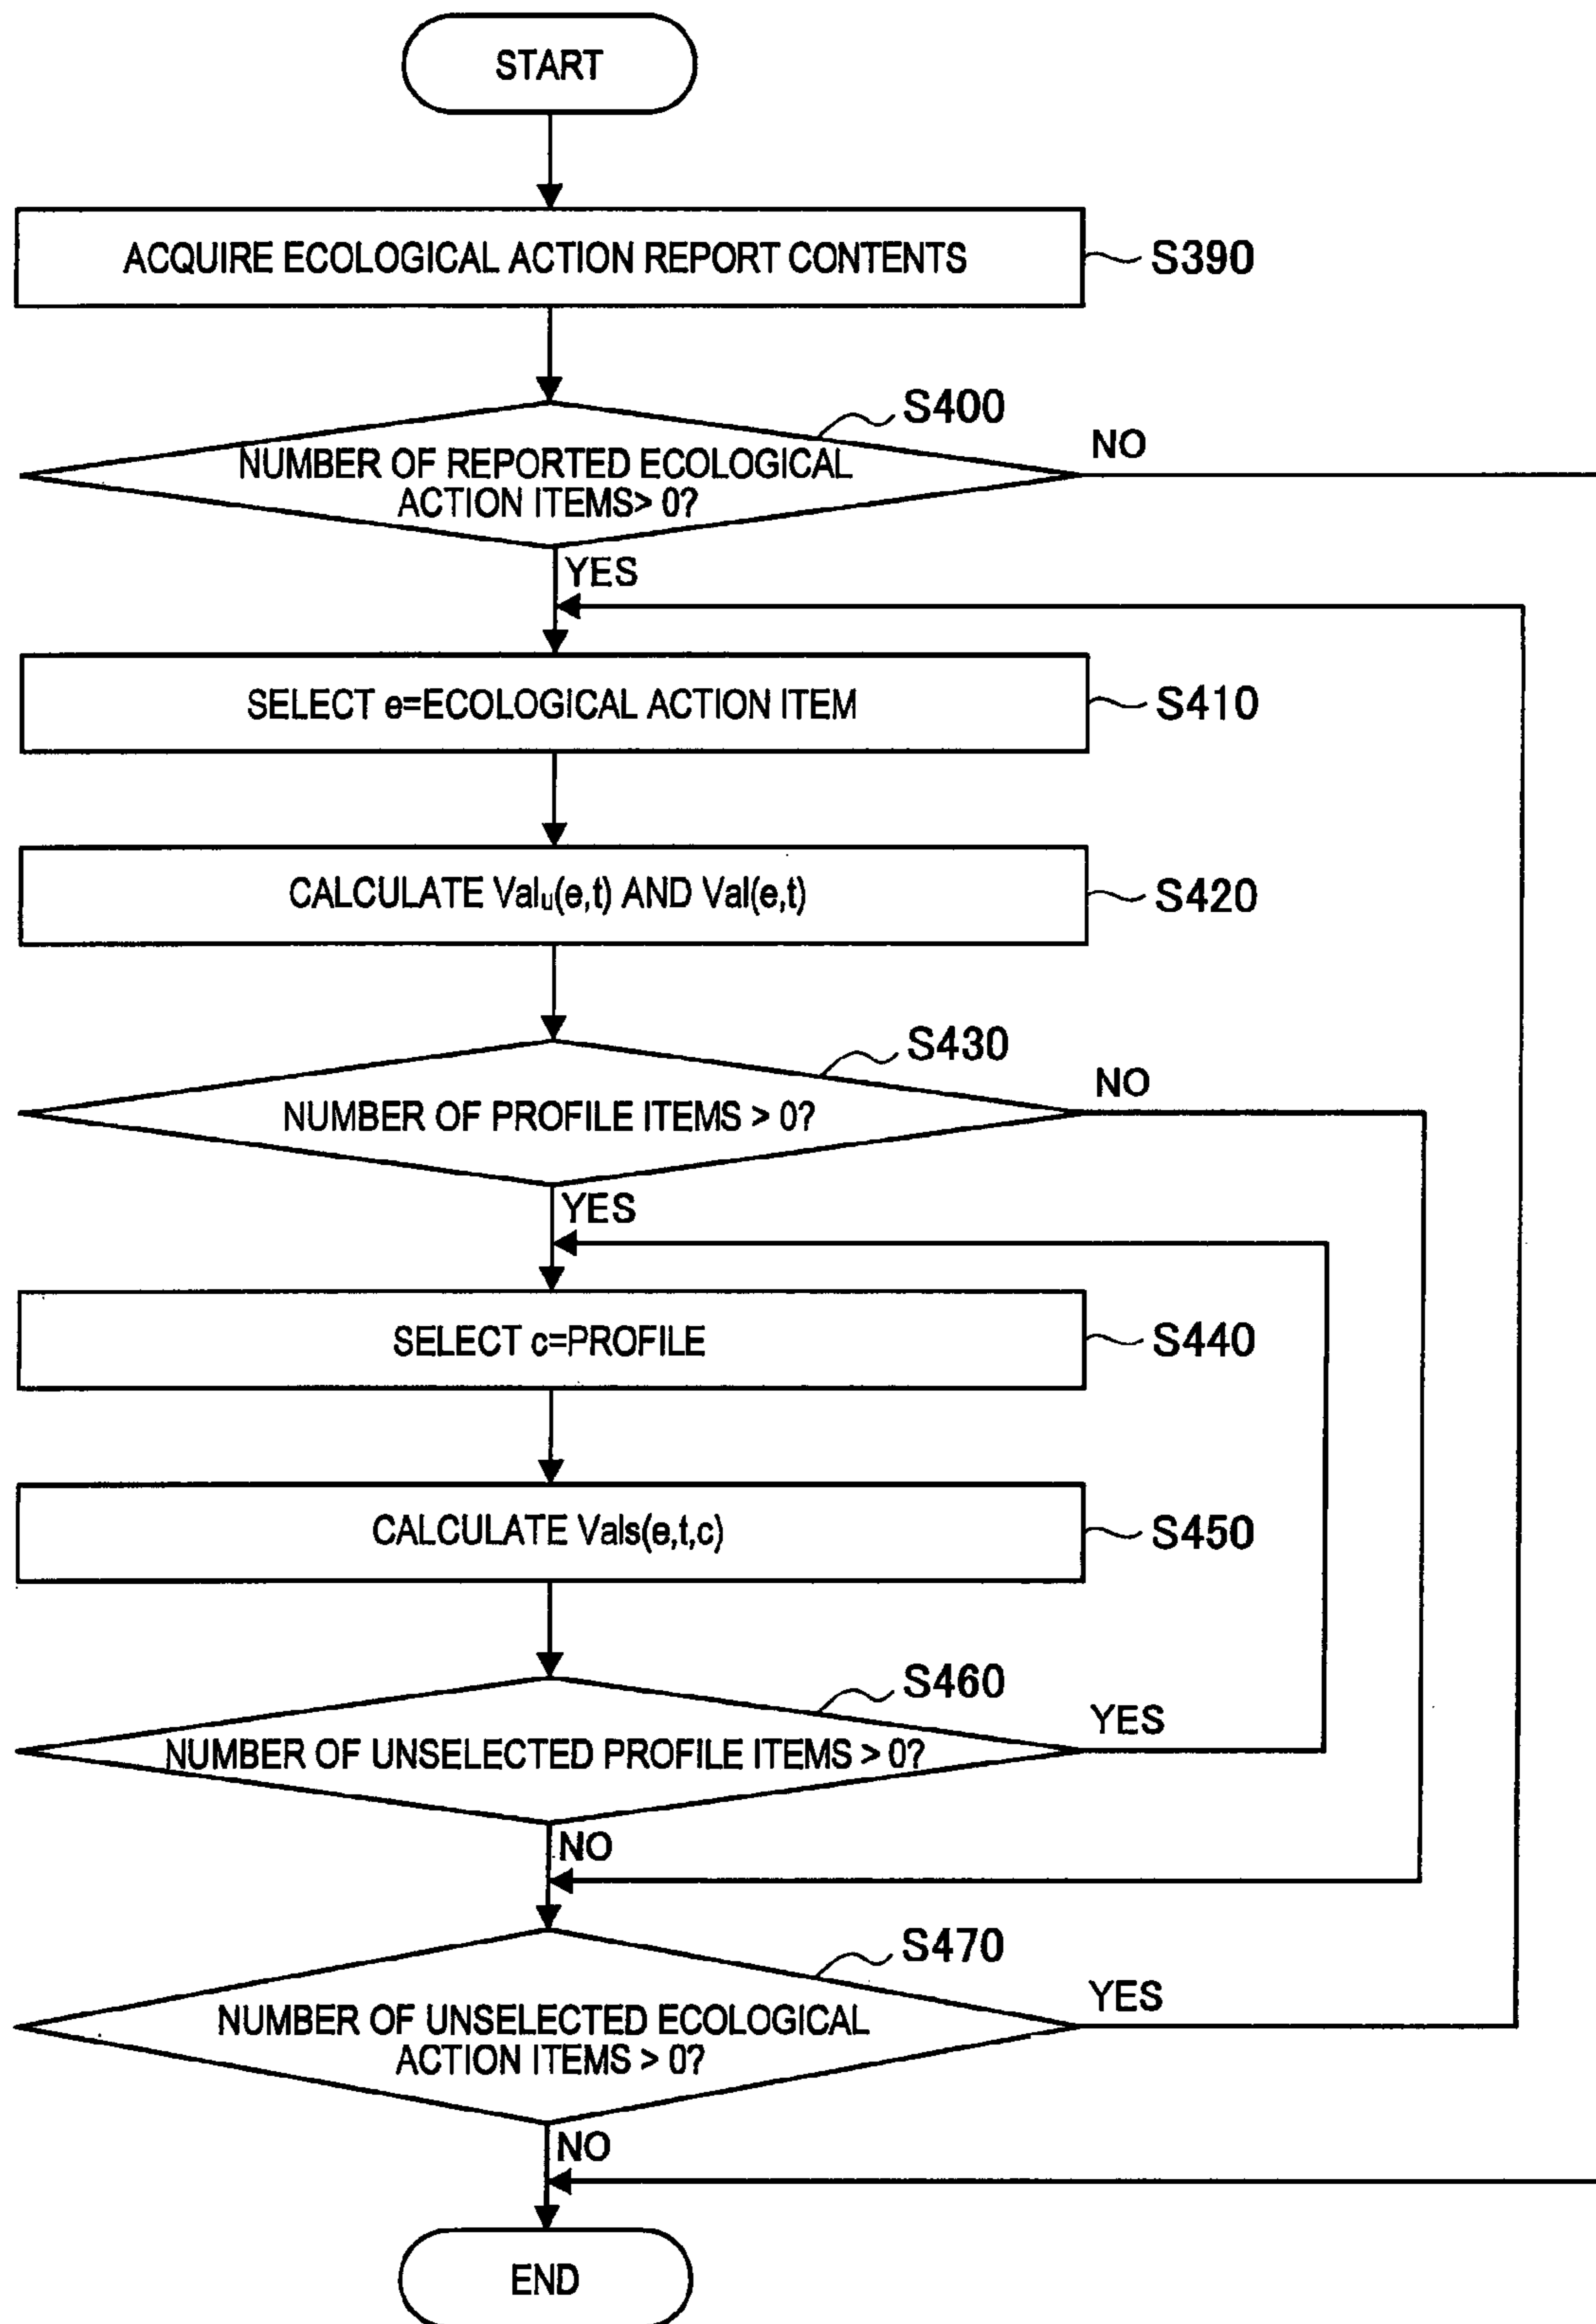 START
ACQUIRE ECOLOGICAL ACTION REPORT CONTENTS
S390
S400
NUMBER OF REPORTED ECOLOGICAL
ACTION ITEMS> 0?
NO
YES
SELECT e=ECOLOGICAL ACTION ITEM
S410
CALCULATE Valu(e,t) AND Val(e,t)
S420
S430
NUMBER OF PROFILE ITEMS > 0?
NO
YES
SELECT c=PROFILE
S440
CALCULATE Vals(e,t,c)
S450
S460
NUMBER OF UNSELECTED PROFILE ITEMS > 0?
YES
NO
S470
NUMBER OF UNSELECTED ECOLOGICAL
ACTION ITEMS > 0?
YES
NO
END